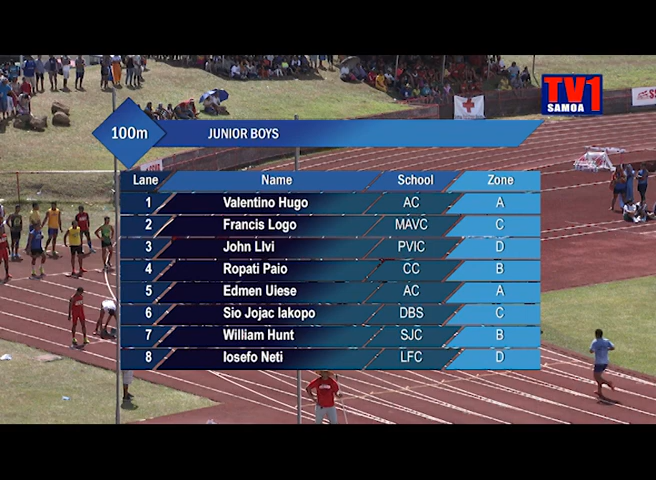 TV1
SAMOA
100m JUNIOR BOYS
Lane Name School Zone
1 Valentino Hugo AC A
2 Francis Logo MAVC C
3 John LIvi PVIC D
4 Ropati Paio CC B
5 Edmen Uiese AC A
6 Sio Jojac Iakopo DBS C
7 William Hunt SJC B
8 Iosefo Neti LFC D